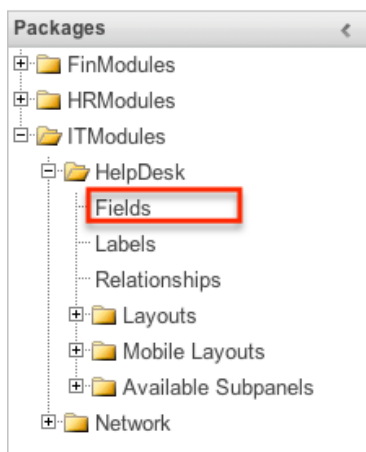 Packages
FinModules
HRModules
ITModules
HelpDesk
Fields
Labels
Relationships
Layouts
Mobile Layouts
Available Subpanels
Network